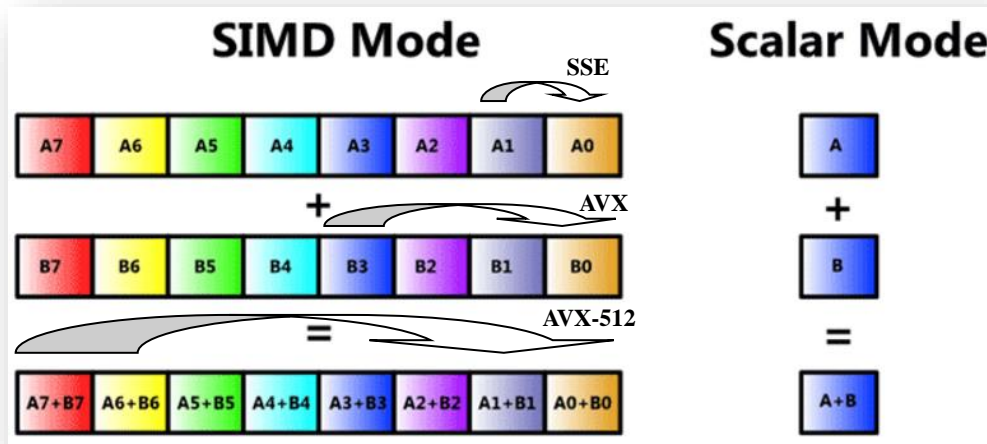 SIMD Mode Scalar Mode
SSE
A7 A6 A5 A4 A3 A2 A1 A0 A
+ AVX +
B7 B6 B5 B4 B3 B2 B1 B0 B
= AVX-512 =
A7+B7 A6+B6 A5+B5 A4+B4 A3+B3 A2+B2 A1+B1 A0+B0 A+B